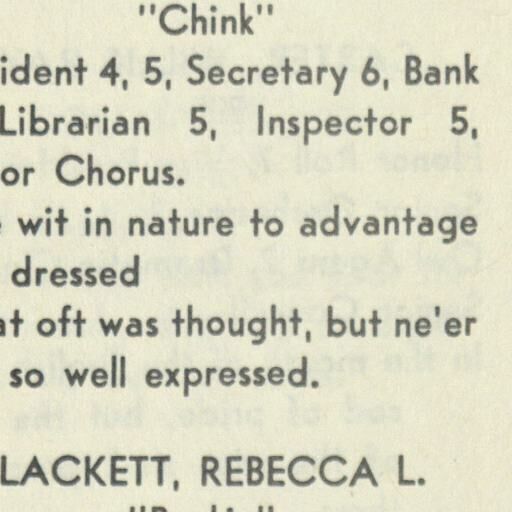 "Chink"
ident 4, 5, Secretary 6, Bank
Librarian 5, Inspector 5,
or Chorus.
wit in nature to advantage
dressed
at oft was thought, but ne'er
so well expressed.
LACKETT, REBECCA L.